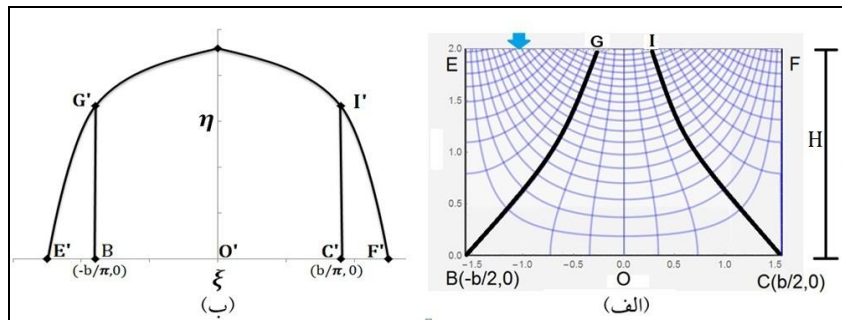 G'
I'
η
E'
B
O'
C'
F'
(-b/π,0)
(b/π, 0)
ξ
(ب)
G
I
2.0
E
F
1.5
H
1.0
0.5
0.0
-1.5
-1.0
-0.5
0.0
0.5
1.0
1.5
B(-b/2,0)
O
C(b/2,0)
(الف)